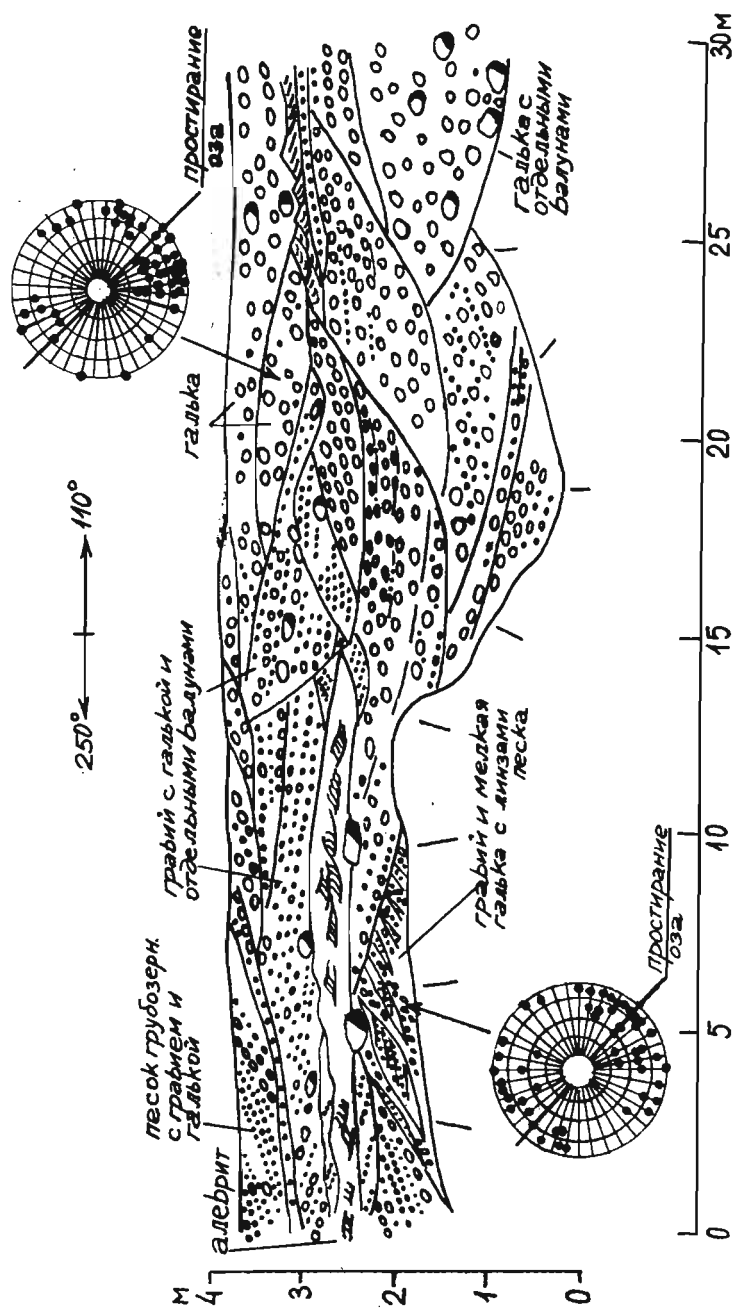 250° 110°
простирание
оза
галька
гравий с галькой и
отдельными валунами
песок грубозерн.
с гравием и
галькой
алеврит
галька с
отдельными
валунами
гравий и мелкая
галька с линзами
песка
простирание
оза
м
4
3
2
1
0
0 5 10 15 20 25 30м